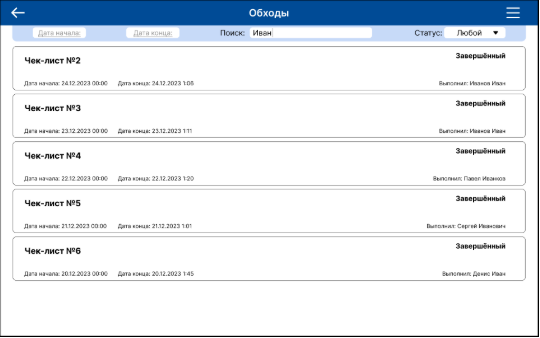 Обходы
Дата начала: Дата конца: Поиск: Иван Статус: Любой
Завершённый
Чек-лист №2
Дата начала: 24.12.2023 00:00 Дата конца: 24.12.2023 1:06 Выполнил: Иванов Иван
Завершённый
Чек-лист №3
Дата начала: 23.12.2023 00:00 Дата конца: 23.12.2023 1:11 Выполнил: Иванов Иван
Завершённый
Чек-лист №4
Дата начала: 22.12.2023 00:00 Дата конца: 22.12.2023 1:20 Выполнил: Павел Иванков
Завершённый
Чек-лист №5
Дата начала: 21.12.2023 00:00 Дата конца: 21.12.2023 1:01 Выполнил: Сергей Иванович
Завершённый
Чек-лист №6
Дата начала: 20.12.2023 00:00 Дата конца: 20.12.2023 1:45 Выполнил: Денис Иван